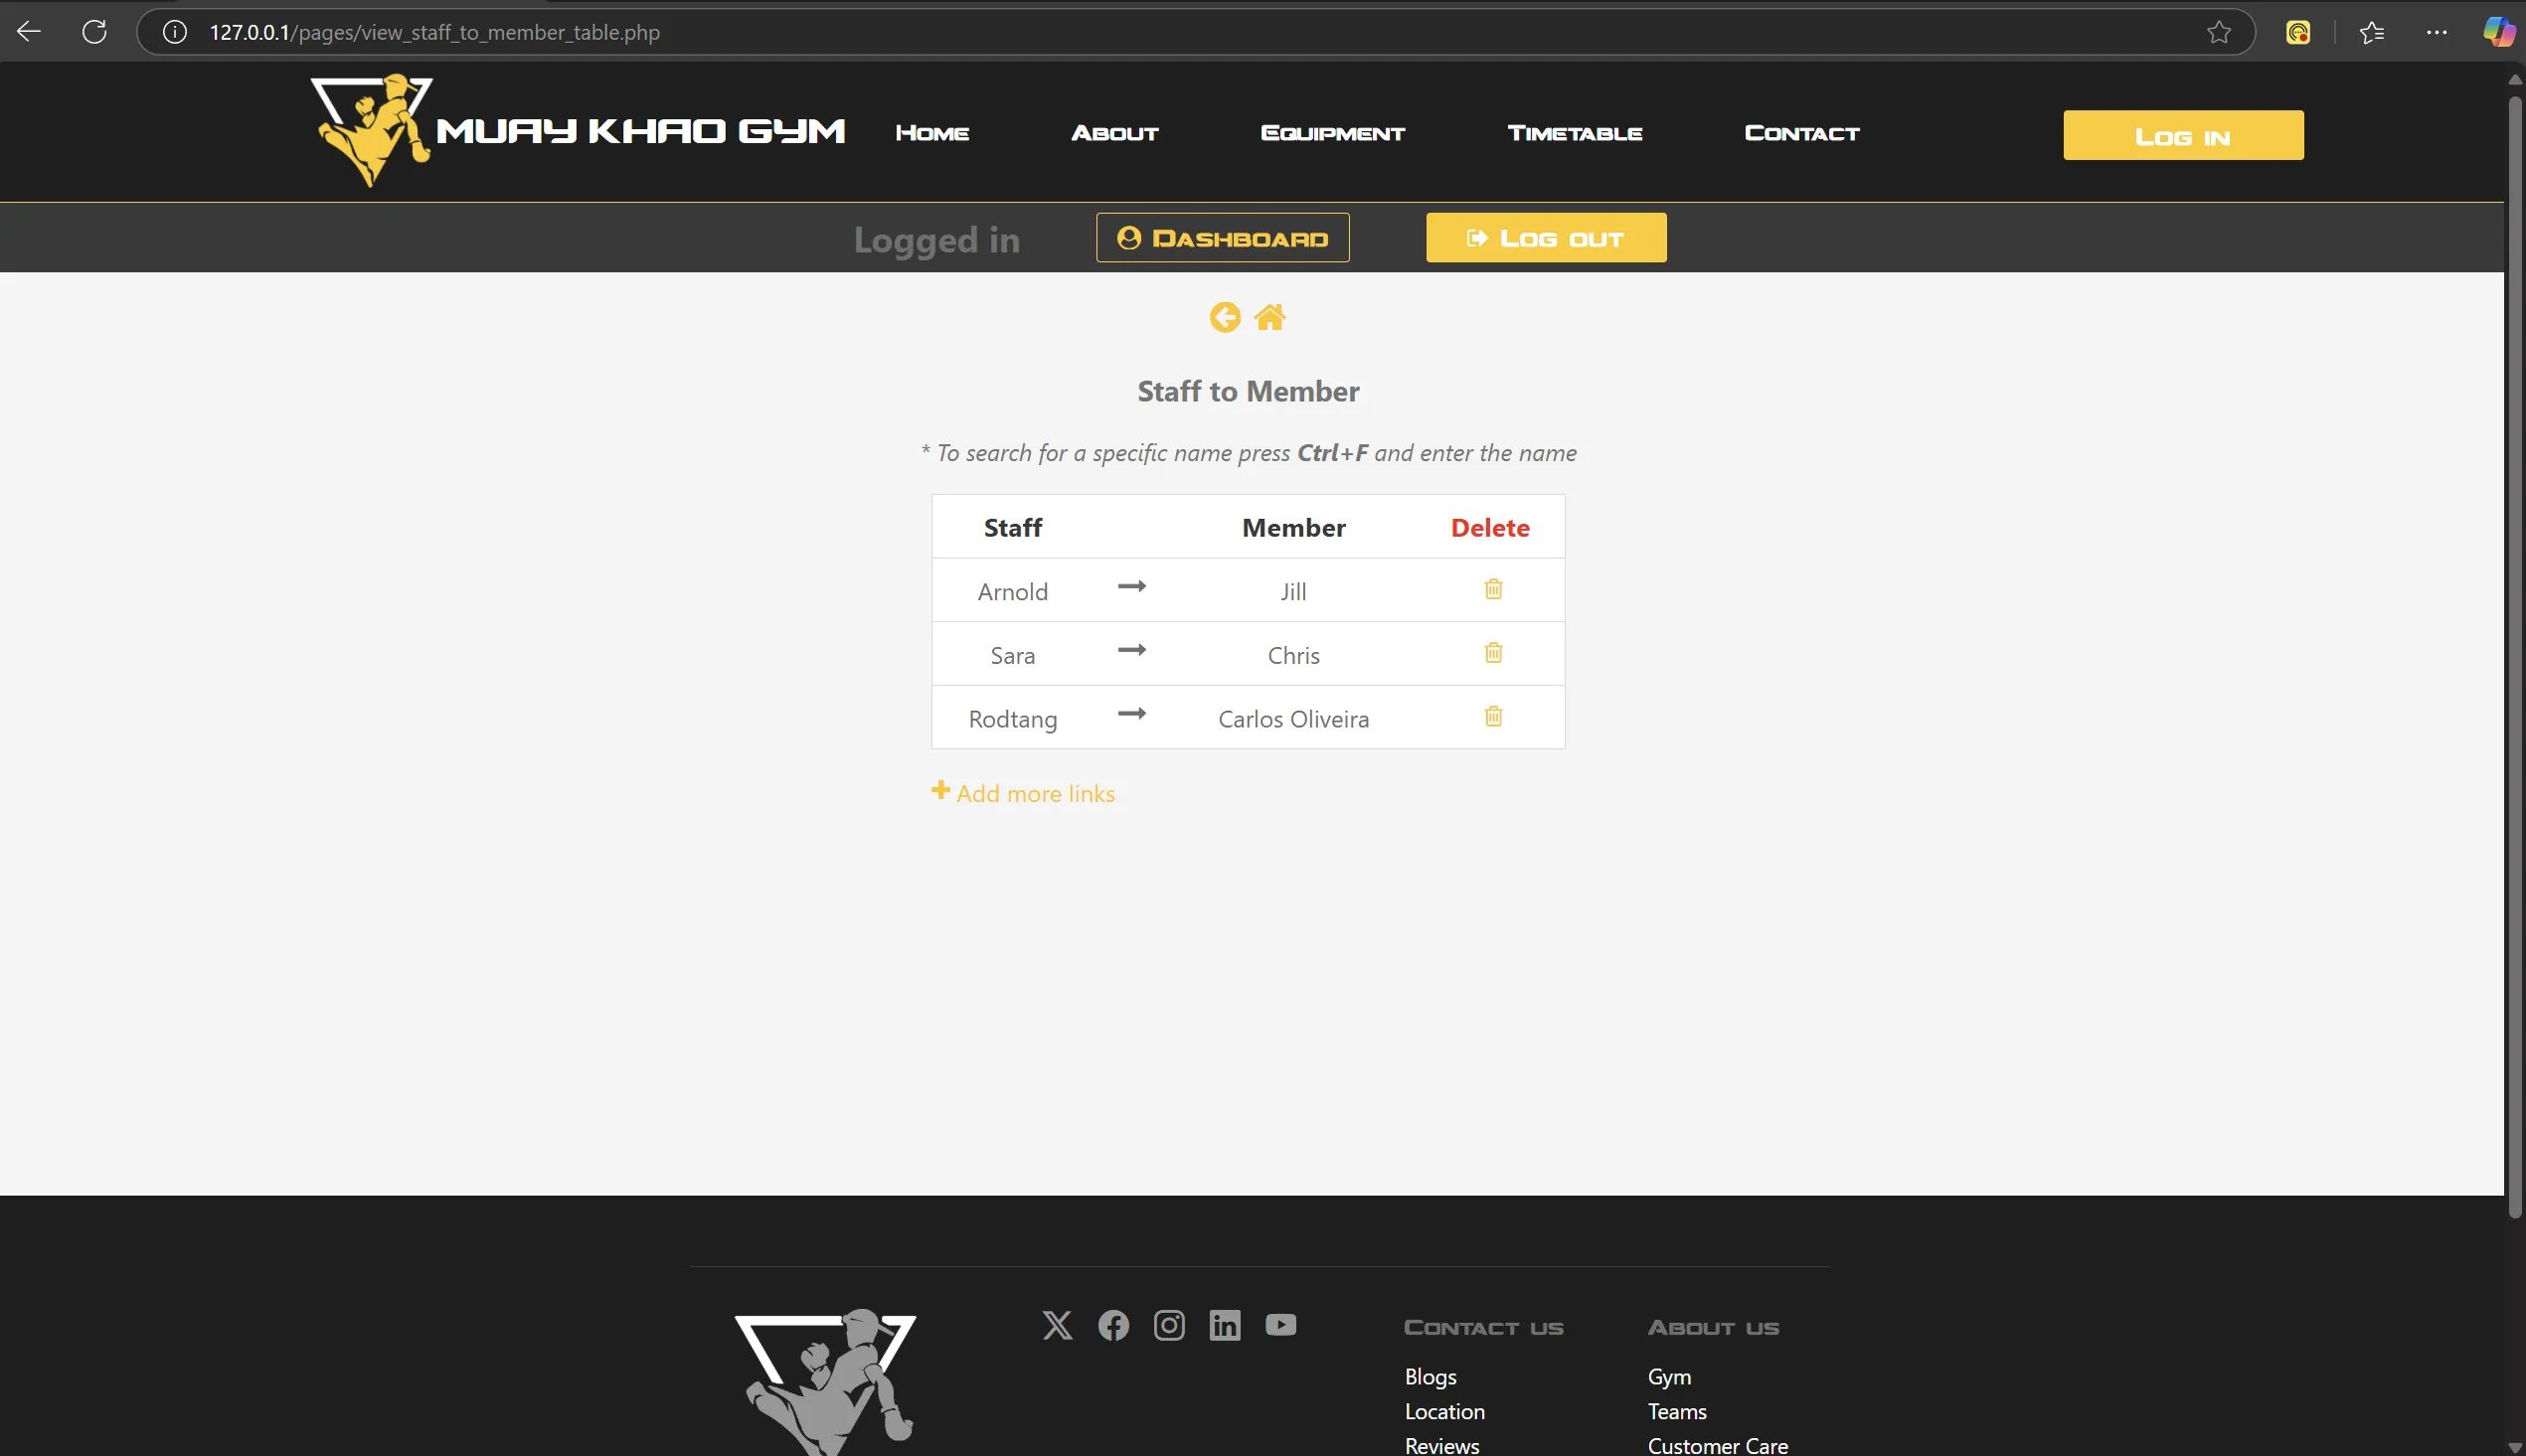 127.0.0.1/pages/view_staff_to_member_table.php
MUAY KHAO GYM Home About Equipment Timetable Contact Log in
Logged in Dashboard Log out
Staff to Member
* To search for a specific name press Ctrl+F and enter the name
Staff Member Delete
Arnold Jill
Sara Chris
Rodtang Carlos Oliveira
Add more links
Contact us About us
Blogs Gym
Location Teams
Reviews Customer Care